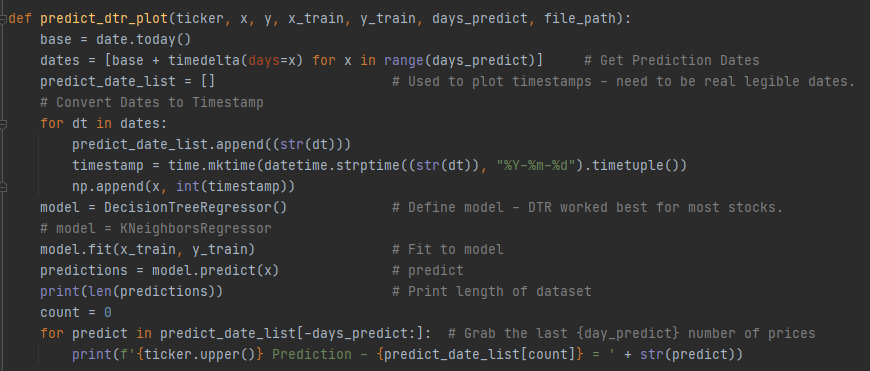 def predict_dtr_plot(ticker, x, y, x_train, y_train, days_predict, file_path):
    base = date.today()
    dates = [base + timedelta(days=x) for x in range(days_predict)]     # Get Prediction Dates
    predict_date_list = []                      # Used to plot timestamps - need to be real legible dates.
    # Convert Dates to Timestamp
    for dt in dates:
        predict_date_list.append((str(dt)))
        timestamp = time.mktime(datetime.strptime((str(dt)), "%Y-%m-%d").timetuple())
        np.append(x, int(timestamp))
    model = DecisionTreeRegressor()             # Define model - DTR worked best for most stocks.
    # model = KNeighborsRegressor
    model.fit(x_train, y_train)                 # Fit to model
    predictions = model.predict(x)              # predict
    print(len(predictions))                     # Print length of dataset
    count = 0
    for predict in predict_date_list[-days_predict:]:  # Grab the last {day_predict} number of prices
        print(f'{ticker.upper()} Prediction - {predict_date_list[count]} = ' + str(predict))